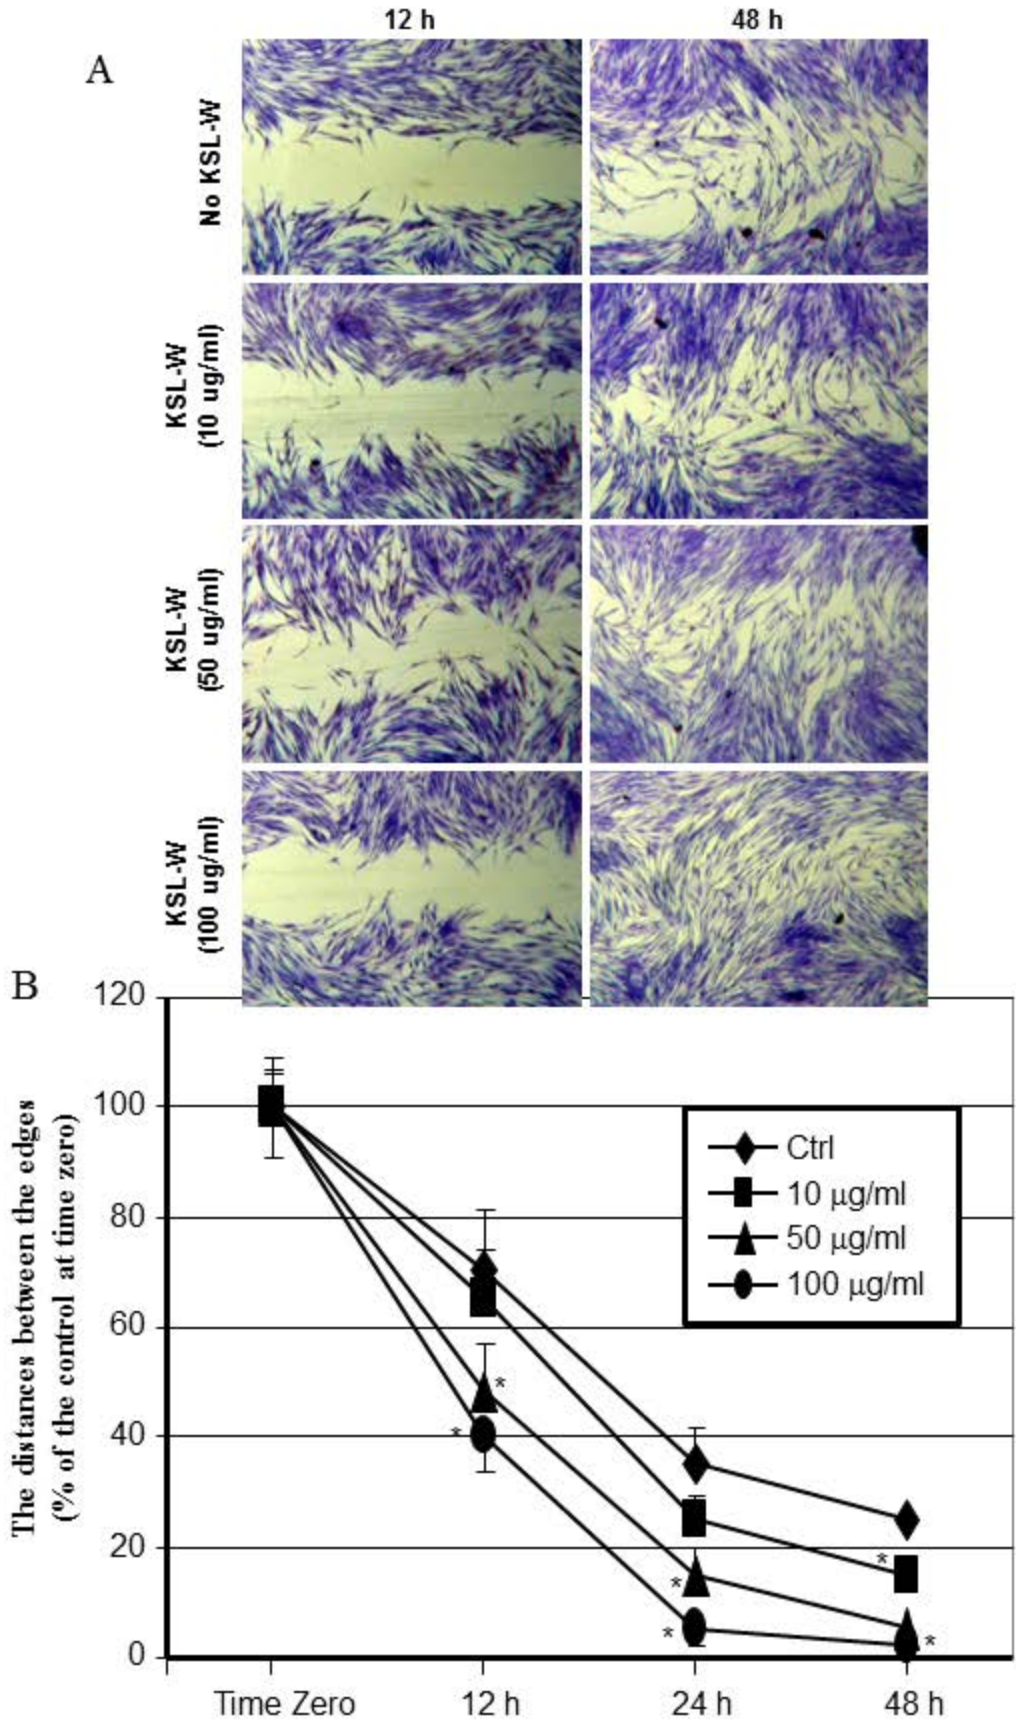 12 h 48 h
A
No KSL-W
KSL-W
(10 ug/ml)
KSL-W
(50 ug/ml)
KSL-W
(100 ug/ml)
B
The distances between the edges
(% of the control at time zero)
120
100
80
60
40
20
0
Ctrl
10 µg/ml
50 µg/ml
100 µg/ml
*
*
*
*
*
*
Time Zero 12 h 24 h 48 h